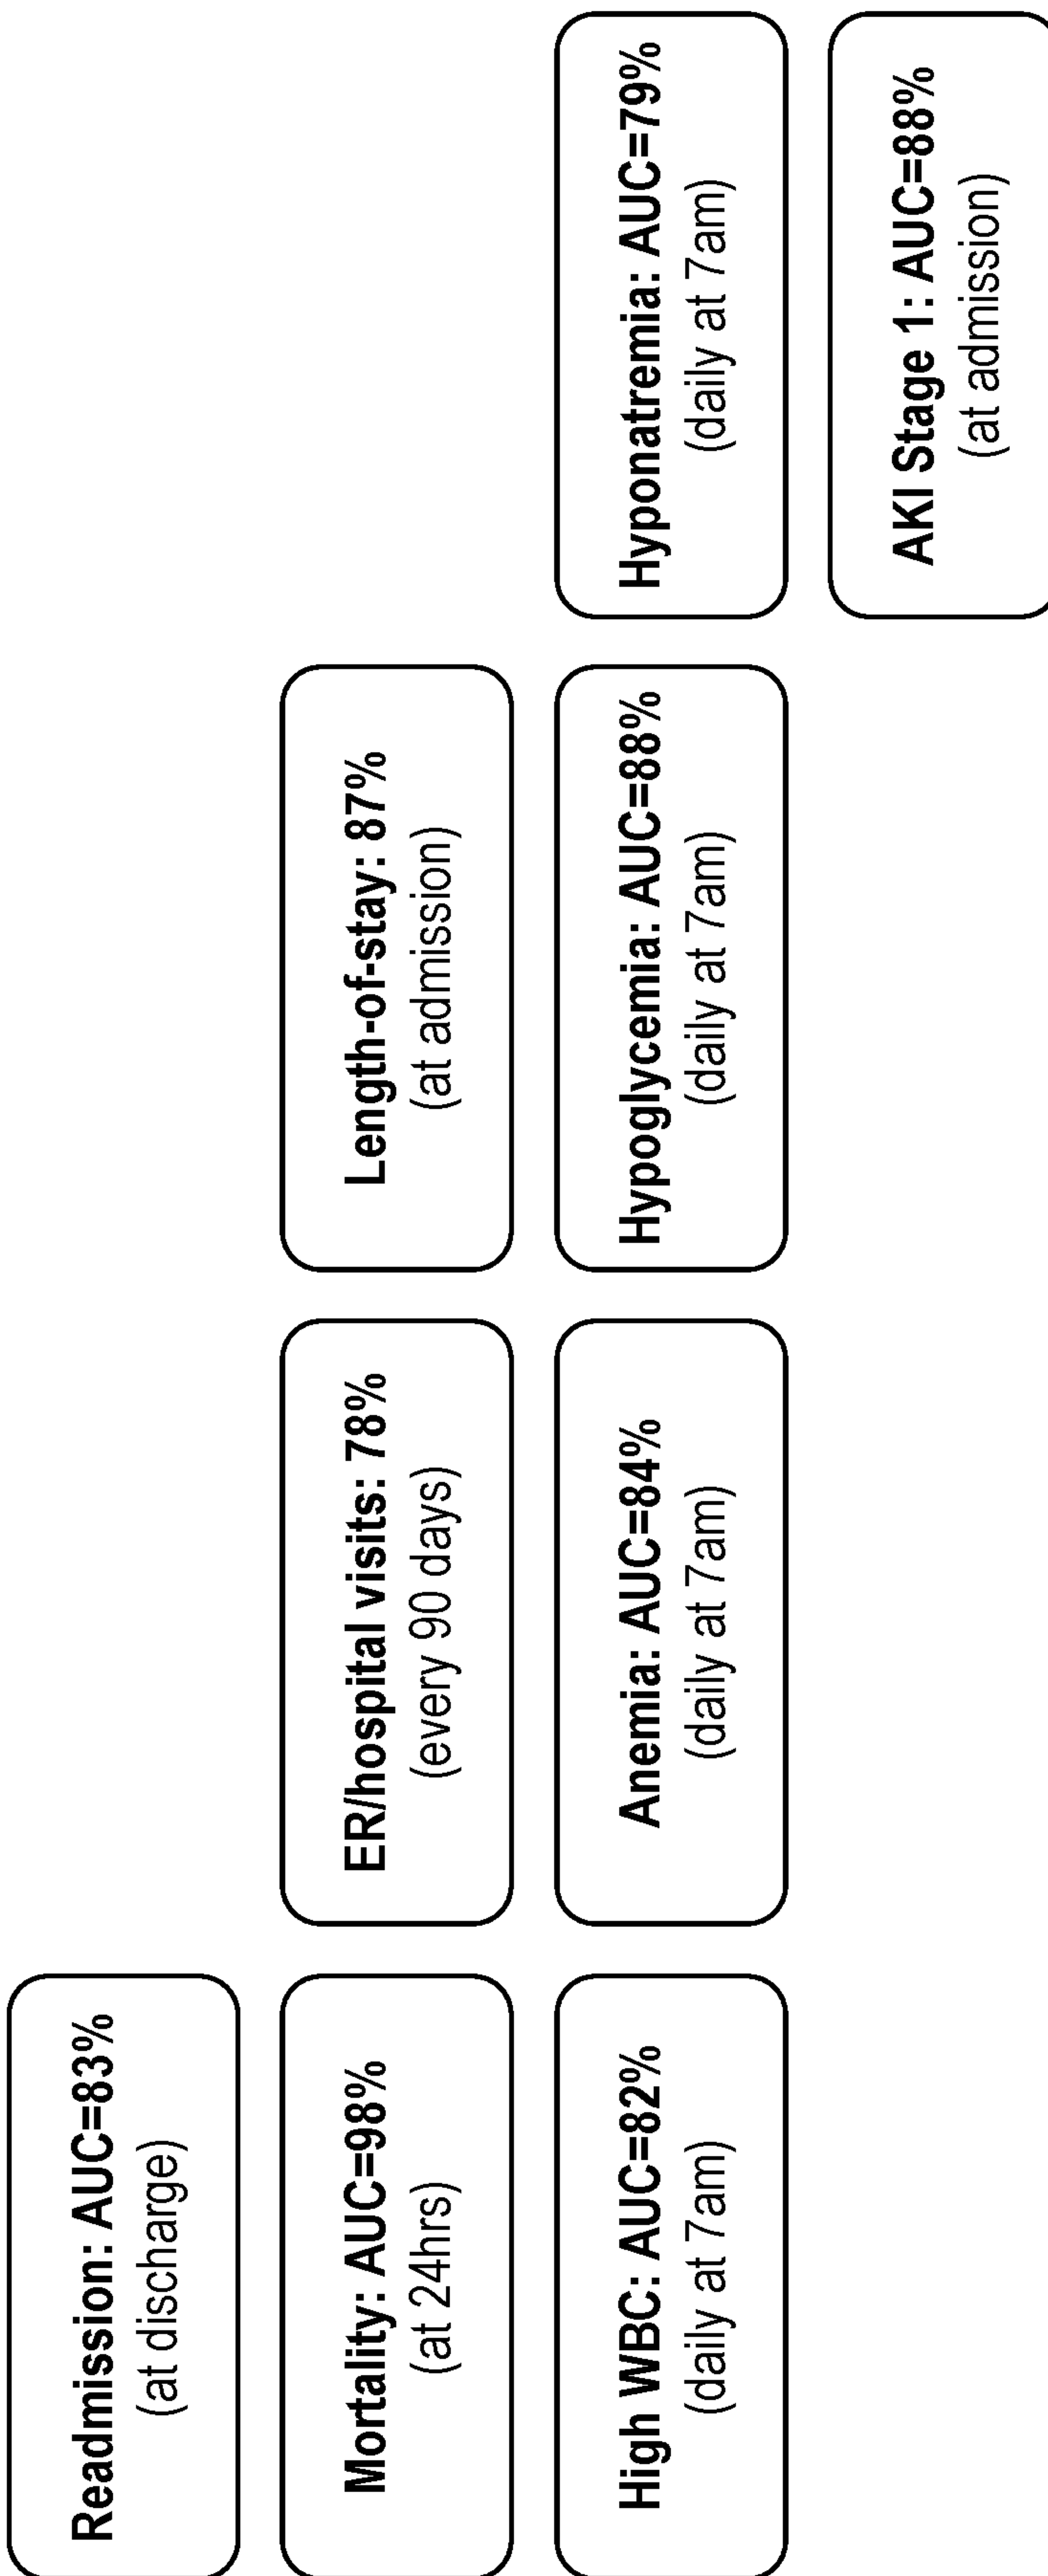 Readmission: AUC=83%
(at discharge)
Mortality: AUC=98%
(at 24hrs)
ER/hospital visits: 78%
(every 90 days)
Length-of-stay: 87%
(at admission)
High WBC: AUC=82%
(daily at 7am)
Anemia: AUC=84%
(daily at 7am)
Hypoglycemia: AUC=88%
(daily at 7am)
Hyponatremia: AUC=79%
(daily at 7am)
AKI Stage 1: AUC=88%
(at admission)